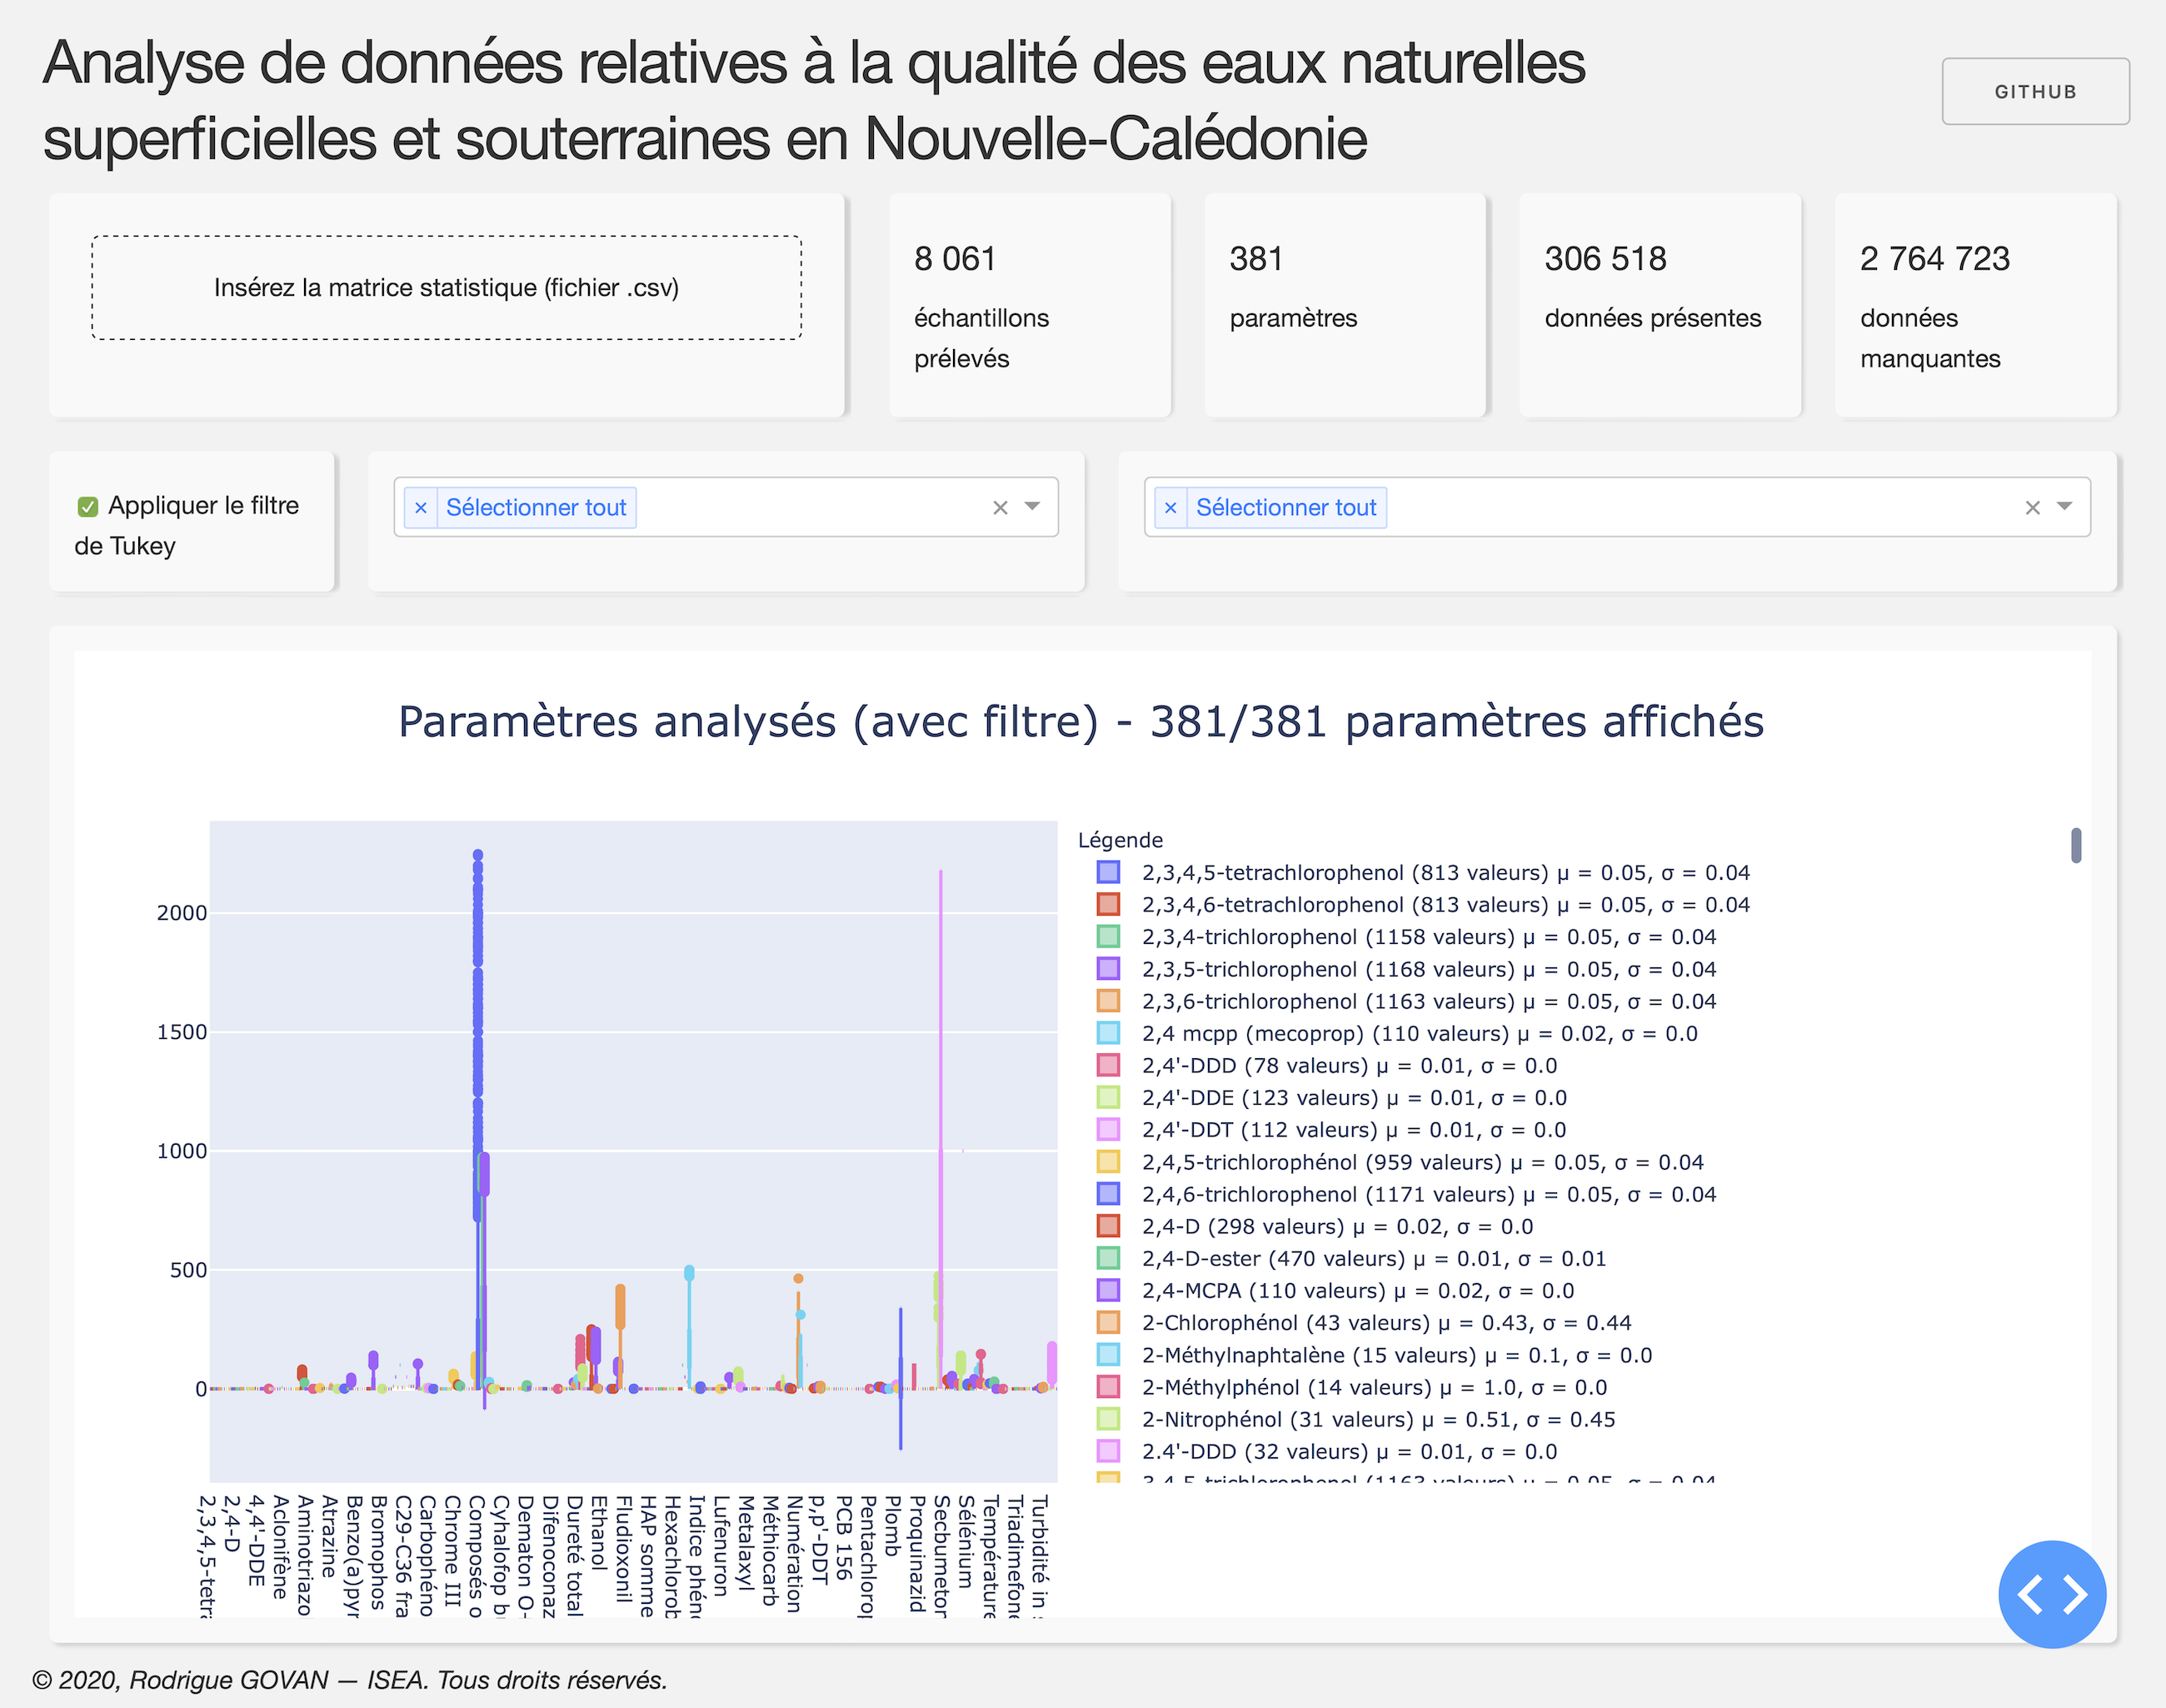 Analyse de données relatives à la qualité des eaux naturelles
superficielles et souterraines en Nouvelle-Calédonie
GITHUB
Insérez la matrice statistique (fichier .csv)
8 061
échantillons
prélevés
381
paramètres
306 518
données présentes
2 764 723
données
manquantes
Appliquer le filtre
de Tukey
× Sélectionner tout
× Sélectionner tout
Paramètres analysés (avec filtre) - 381/381 paramètres affichés
2000
1500
1000
500
0
Légende
2,3,4,5-tetrachlorophenol (813 valeurs) μ = 0.05, σ = 0.04
2,3,4,6-tetrachlorophenol (813 valeurs) μ = 0.05, σ = 0.04
2,3,4-trichlorophenol (1158 valeurs) μ = 0.05, σ = 0.04
2,3,5-trichlorophenol (1168 valeurs) μ = 0.05, σ = 0.04
2,3,6-trichlorophenol (1163 valeurs) μ = 0.05, σ = 0.04
2,4 mcpp (mecoprop) (110 valeurs) μ = 0.02, σ = 0.0
2,4'-DDD (78 valeurs) μ = 0.01, σ = 0.0
2,4'-DDE (123 valeurs) μ = 0.01, σ = 0.0
2,4'-DDT (112 valeurs) μ = 0.01, σ = 0.0
2,4,5-trichlorophénol (959 valeurs) μ = 0.05, σ = 0.04
2,4,6-trichlorophenol (1171 valeurs) μ = 0.05, σ = 0.04
2,4-D (298 valeurs) μ = 0.02, σ = 0.0
2,4-D-ester (470 valeurs) μ = 0.01, σ = 0.01
2,4-MCPA (110 valeurs) μ = 0.02, σ = 0.0
2-Chlorophénol (43 valeurs) μ = 0.43, σ = 0.44
2-Méthylnaphtalène (15 valeurs) μ = 0.1, σ = 0.0
2-Méthylphénol (14 valeurs) μ = 1.0, σ = 0.0
2-Nitrophénol (31 valeurs) μ = 0.51, σ = 0.45
2.4'-DDD (32 valeurs) μ = 0.01, σ = 0.0
3,4,5-trichlorophenol (1163 valeurs) μ = 0.05, σ = 0.04
2,3,4,5-tetra
2,4-D
4,4'-DDE
Aclonifène
Aminotriazo
Atrazine
Benzo(a)pyr
Bromophos
C29-C36 fra
Carbophéno
Chrome III
Composés o
Cyhalofop b
Dematon O-
Difenoconaz
Dureté total
Ethanol
Fludioxonil
HAP somme
Hexachlorob
Indice phéno
Lufenuron
Metalaxyl
Méthiocarb
Numération
p,p'-DDT
PCB 156
Pentachlorop
Plomb
Proquinazid
Secbumeton
Sélénium
Température
Triadimefone
Turbidité in s
© 2020, Rodrigue GOVAN — ISEA. Tous droits réservés.